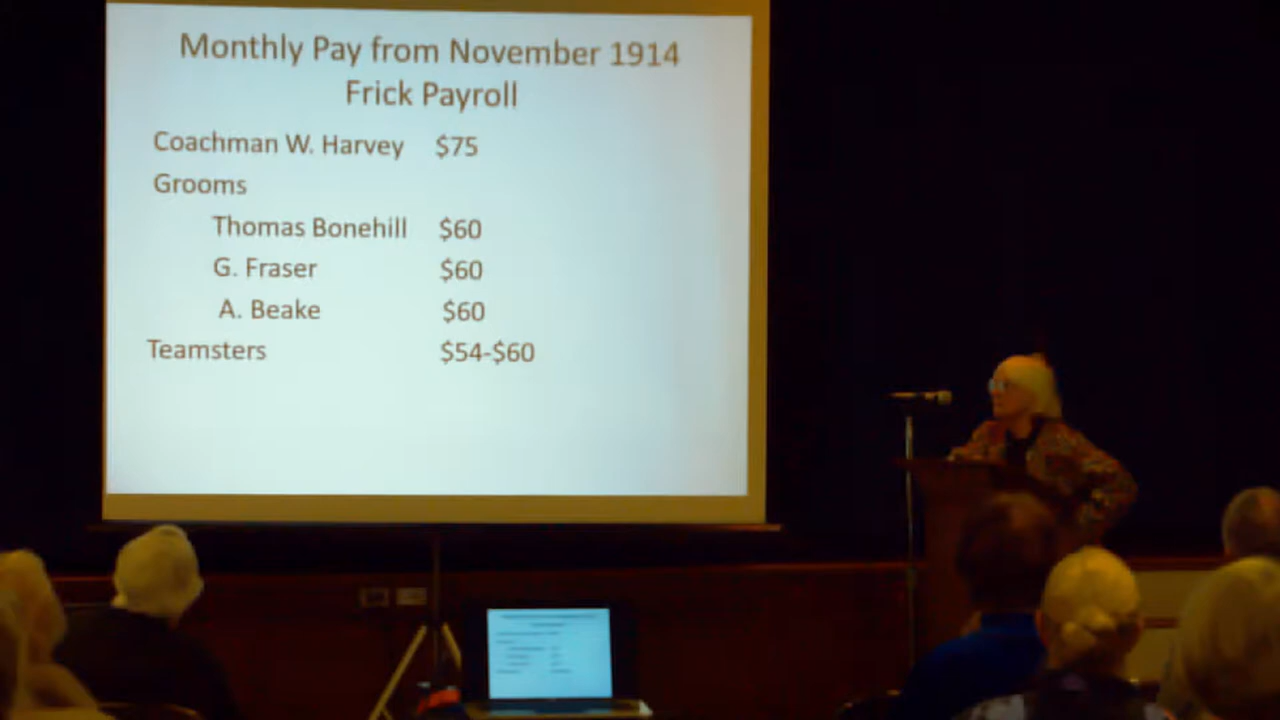 Monthly Pay from November 1914
Frick Payroll
Coachman W. Harvey $75
Grooms
Thomas Bonehill $60
G. Fraser $60
A. Beake $60
Teamsters $54-$60